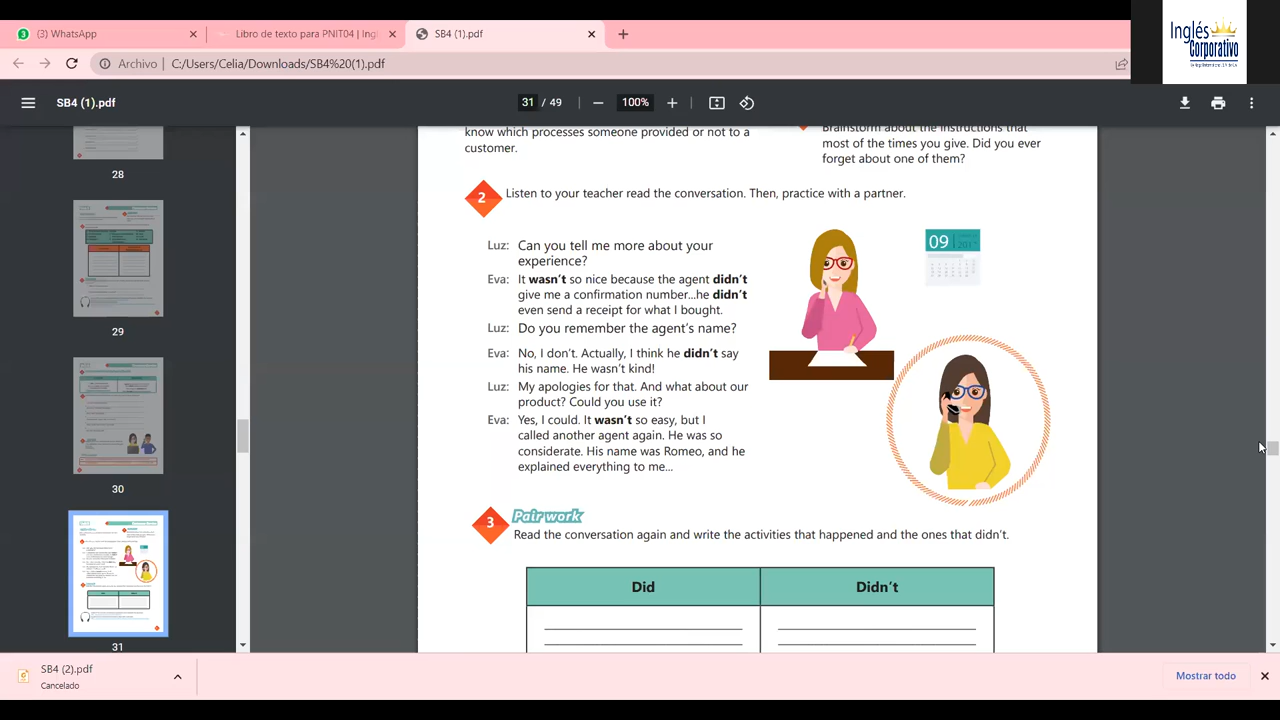 (3) WhatsApp
Libro de texto para PNIT04 | Ingl
SB4 (1).pdf
Inglés
Corporativo
Archivo
C:/Users/Celia/Downloads/SB4%20(1).pdf
SB4 (1).pdf
31 / 49
100%
28
29
30
31
know which processes someone provided or not to a
customer.
Brainstorm about the instructions that
most of the times you give. Did you ever
forget about one of them?
2
Listen to your teacher read the conversation. Then, practice with a partner.
Luz: Can you tell me more about your
experience?
Eva: It wasn't so nice because the agent didn't
give me a confirmation number...he didn't
even send a receipt for what I bought.
Luz: Do you remember the agent's name?
Eva: No, I don't. Actually, I think he didn't say
his name. He wasn't kind!
Luz: My apologies for that. And what about our
product? Could you use it?
Eva: Yes, I could. It wasn't so easy, but I
called another agent again. He was so
considerate. His name was Romeo, and he
explained everything to me...
09
2017
3
Pair work
Read the conversation again and write the activities that happened and the ones that didn't.
Did
Didn't
SB4 (2).pdf
Cancelado
Mostrar todo